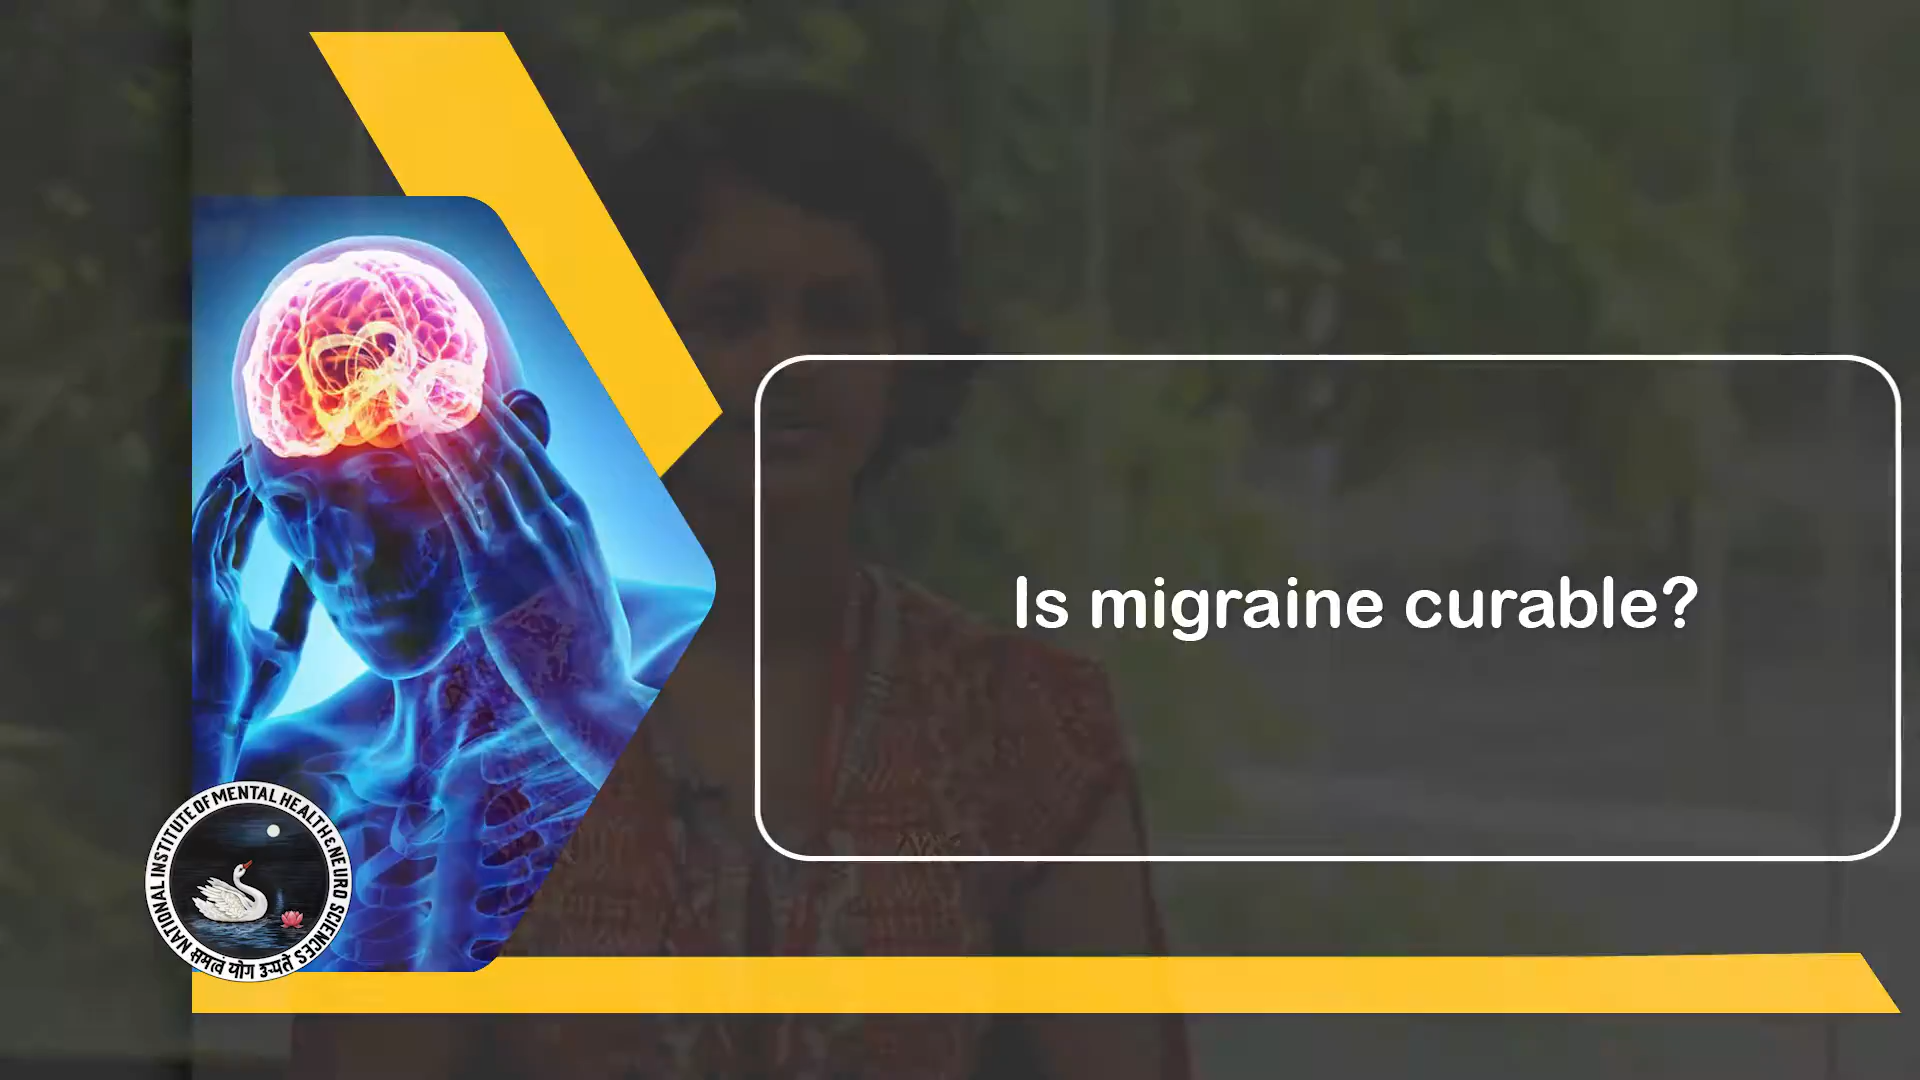 Is migraine curable?
NATIONAL INSTITUTE OF MENTAL HEALTH & NEURO SCIENCES
समत्वं योग उच्यते